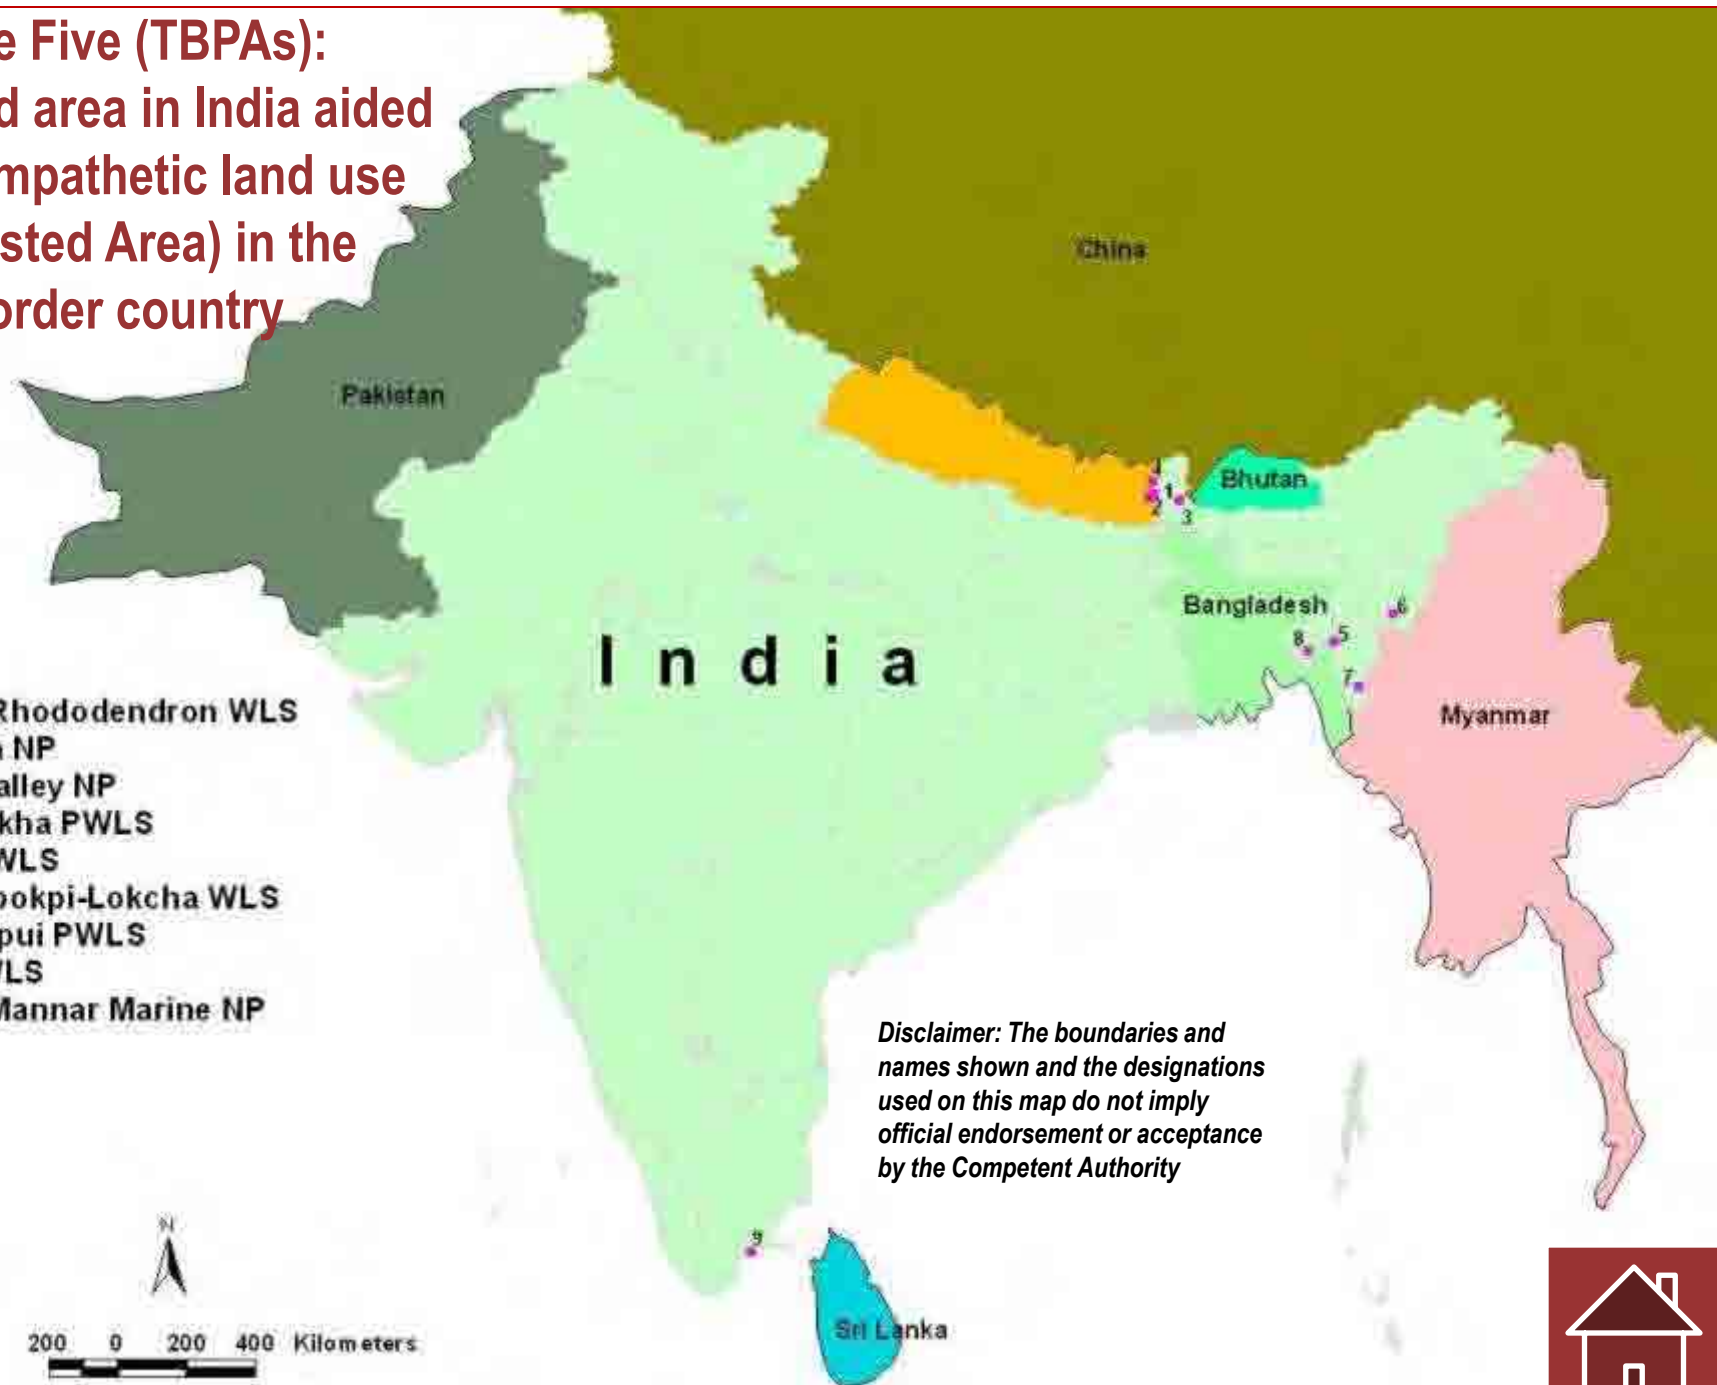 e Five (TBPAs):
d area in India aided
mpathetic land use
sted Area) in the
order country
China
Pakistan
Bhutan
1
2
3
Bangladesh
6
8
5
7
I n d i a
Myanmar
Rhododendron WLS
NP
alley NP
kha PWLS
WLS
okpi-Lokcha WLS
pui PWLS
WLS
Mannar Marine NP
Disclaimer: The boundaries and
names shown and the designations
used on this map do not imply
official endorsement or acceptance
by the Competent Authority
9
N
Sri Lanka
200 0 200 400 Kilometers